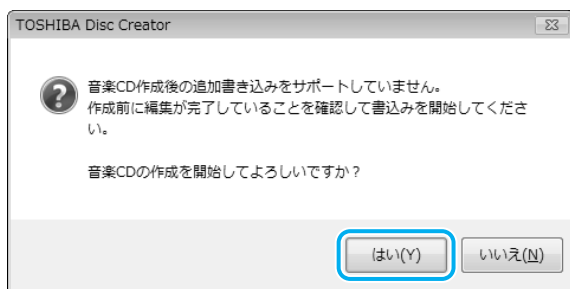 TOSHIBA Disc Creator
音楽CD作成後の追加書き込みをサポートしていません。
作成前に編集が完了していることを確認して書込みを開始してくださ
い。
音楽CDの作成を開始してよろしいですか？
はい(Y)
いいえ(N)